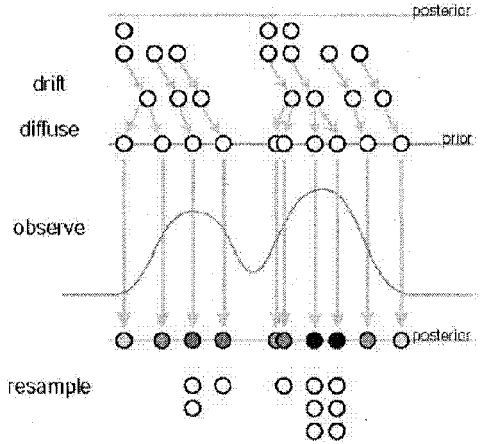 posterior
drift
diffuse
prior
observe
posterior
resample